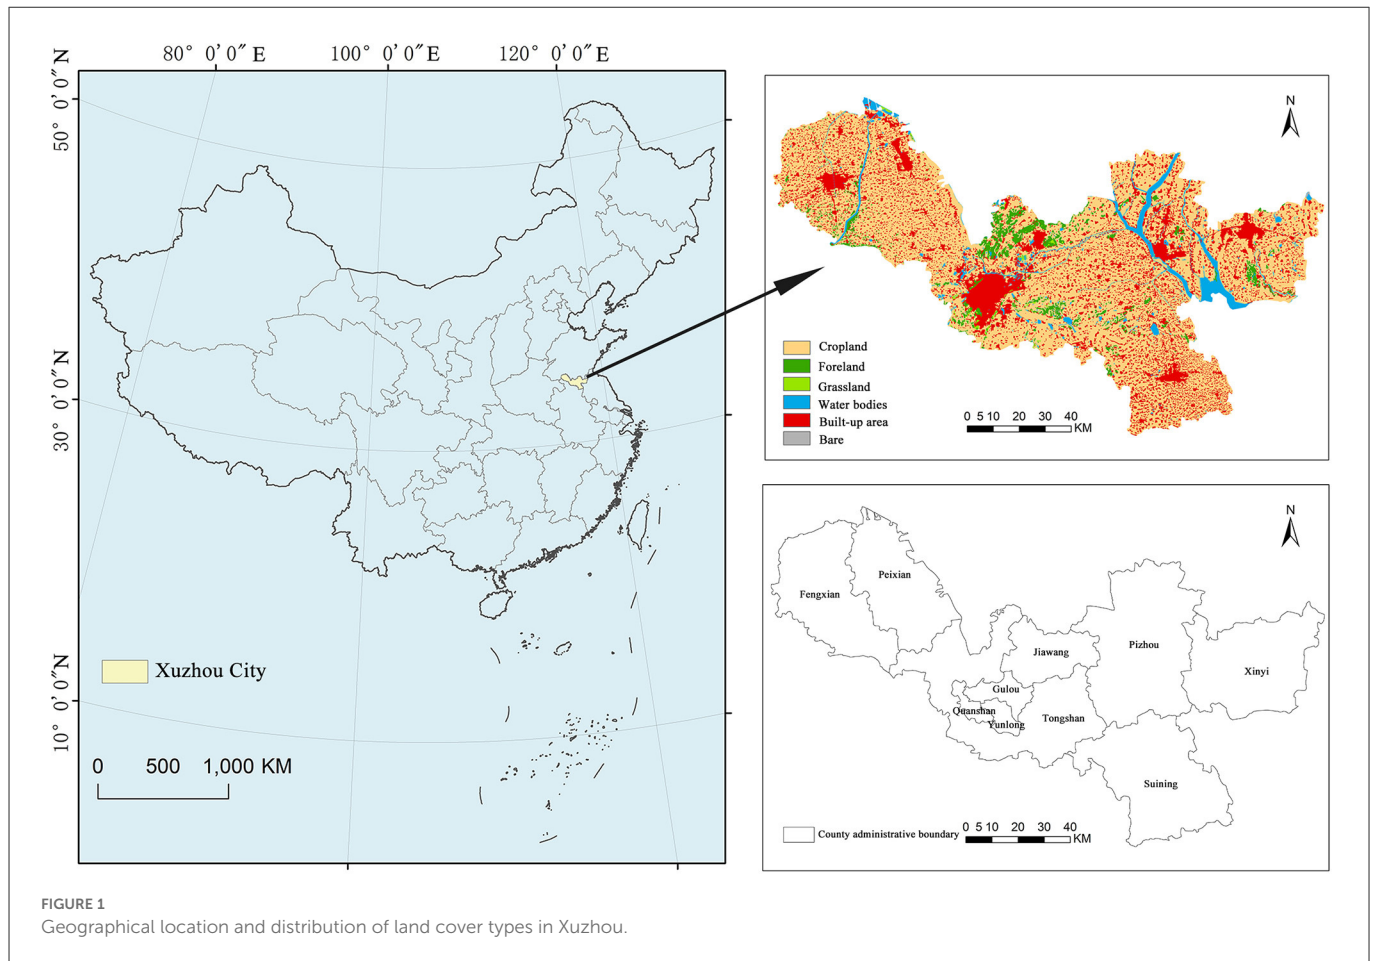 80° 0′0″E 100° 0′0″E 120° 0′0″E
50° 0′0″N
30° 0′0″N
10° 0′0″N
Xuzhou City
0 500 1,000 KM
N
Cropland
Foreland
Grassland
Water bodies
Built-up area
Bare
0 5 10 20 30 40
KM
N
Peixian
Fengxian
Pizhou
Jiawang
Xinyi
Gulou
Quanshan
Tongshan
Yunlong
Suining
County administrative boundary
0 5 10 20 30 40
KM
FIGURE 1
Geographical location and distribution of land cover types in Xuzhou.